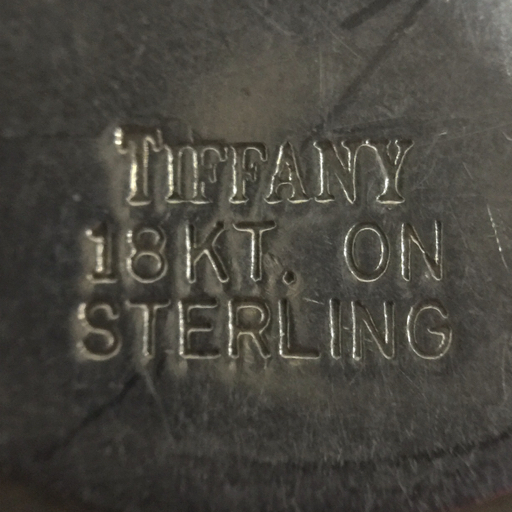 TIFFANY
18KT. ON
STERLING